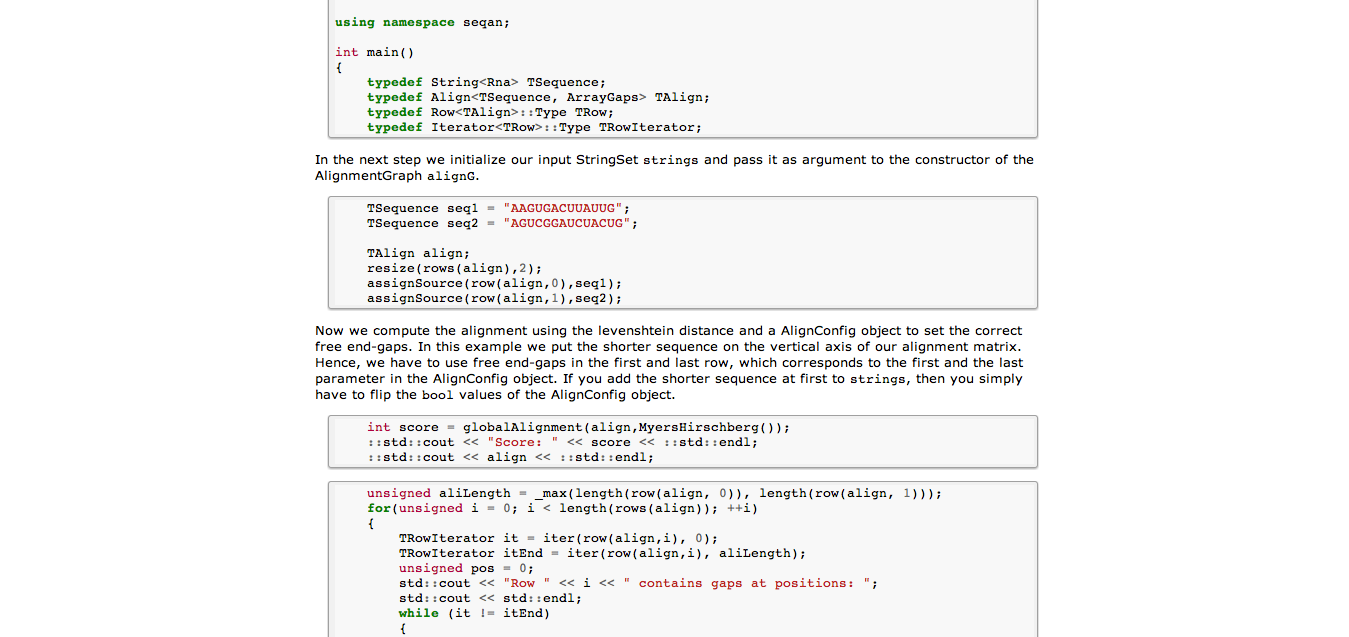 using namespace seqan;
int main()
{
    typedef String<Rna> TSequence;
    typedef Align<TSequence, ArrayGaps> TAlign;
    typedef Row<TAlign>::Type TRow;
    typedef Iterator<TRow>::Type TRowIterator;
In the next step we initialize our input StringSet strings and pass it as argument to the constructor of the
AlignmentGraph alignG.
    TSequence seq1 = "AAGUGACUUAUUG";
    TSequence seq2 = "AGUCGGAUCUACUG";
    TAlign align;
    resize(rows(align),2);
    assignSource(row(align,0),seq1);
    assignSource(row(align,1),seq2);
Now we compute the alignment using the levenshtein distance and a AlignConfig object to set the correct
free end-gaps. In this example we put the shorter sequence on the vertical axis of our alignment matrix.
Hence, we have to use free end-gaps in the first and last row, which corresponds to the first and the last
parameter in the AlignConfig object. If you add the shorter sequence at first to strings, then you simply
have to flip the bool values of the AlignConfig object.
    int score = globalAlignment(align,MyersHirschberg());
    ::std::cout << "Score: " << score << ::std::endl;
    ::std::cout << align << ::std::endl;
    unsigned aliLength = _max(length(row(align, 0)), length(row(align, 1)));
    for(unsigned i = 0; i < length(rows(align)); ++i)
    {
        TRowIterator it = iter(row(align,i), 0);
        TRowIterator itEnd = iter(row(align,i), aliLength);
        unsigned pos = 0;
        std::cout << "Row " << i << " contains gaps at positions: ";
        std::cout << std::endl;
        while (it != itEnd)
        {